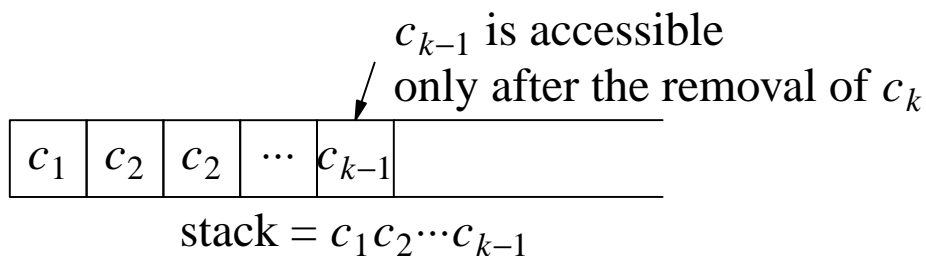 c_{k−1} is accessible
only after the removal of c_k
c_1 c_2 c_2 ⋯ c_{k−1}
stack = c_1c_2⋯c_{k−1}